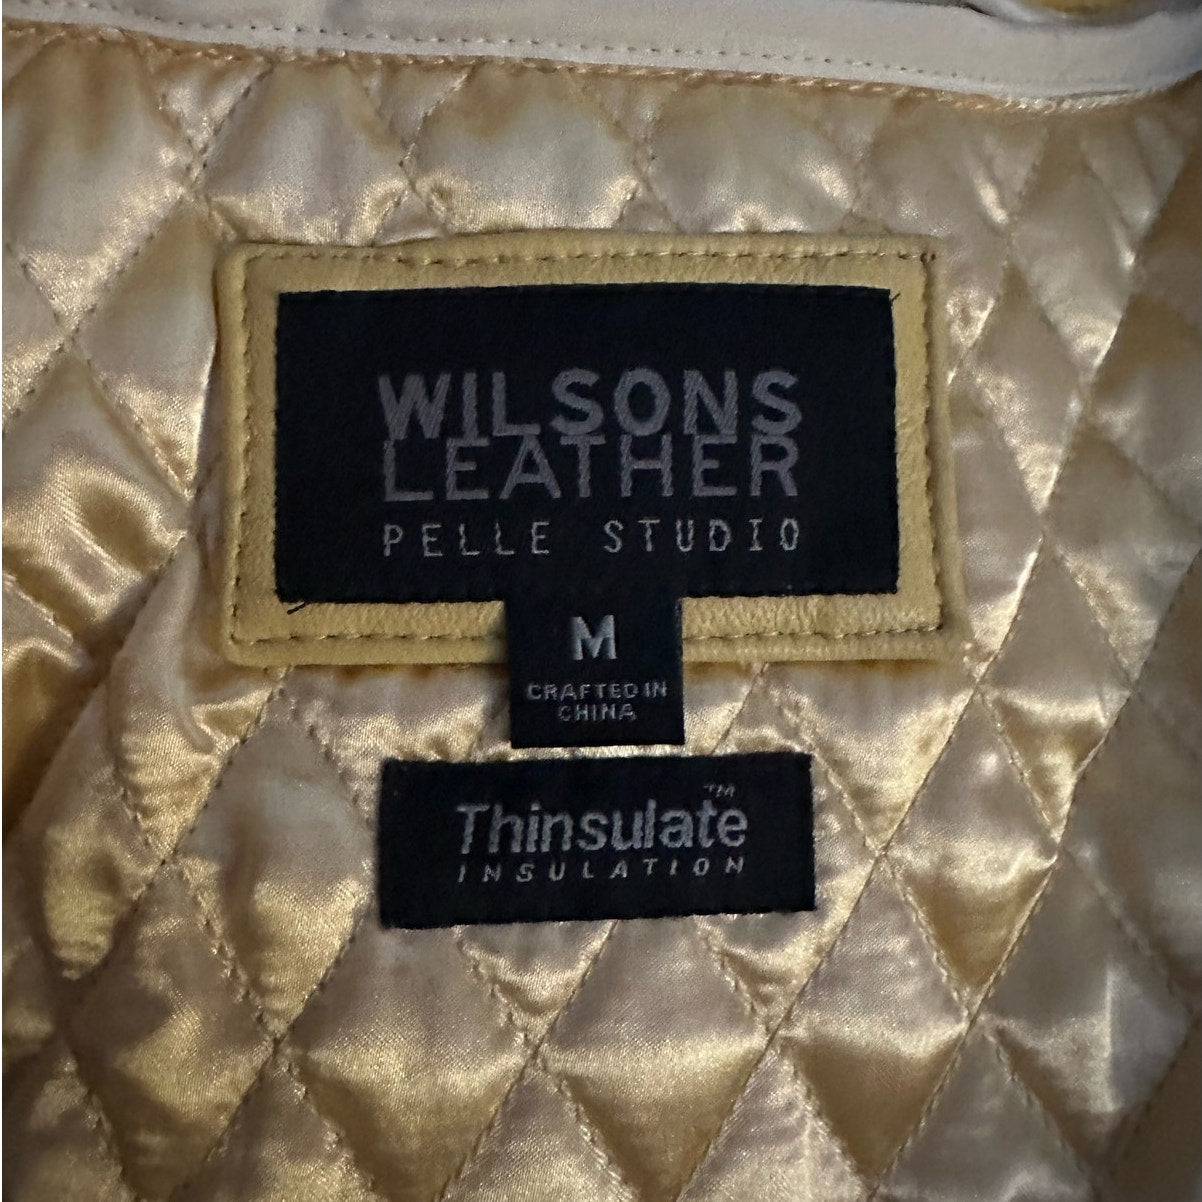 WILSONS
LEATHER
PELLE STUDIO
M
CRAFTED IN
CHINA
Thinsulate™
INSULATION